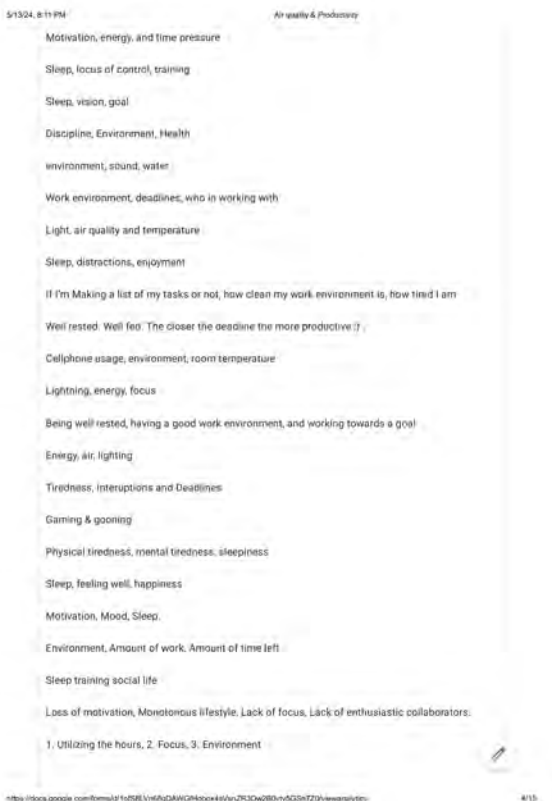 5/13/24, 8:11 PM
Air quality & Productivity
Motivation, energy, and time pressure
Sleep, locus of control, training
Sleep, vision, goal
Discipline, Environment, Health
environment, sound, water
Work environment, deadlines, who in working with
Light, air quality and temperature
Sleep, distractions, enjoyment
If I'm Making a list of my tasks or not, how clean my work environment is, how tired I am
Well rested. Well fed. The closer the deadline the more productive
Cellphone usage, environment, room temperature
Lightning, energy, focus
Being well rested, having a good work environment, and working towards a goal
Energy, air, lighting
Tiredness, interuptions and Deadlines
Gaming & gooning
Physical tiredness, mental tiredness, sleepiness
Sleep, feeling well, happiness
Motivation, Mood, Sleep.
Environment, Amount of work, Amount of time left
Sleep training social life
Loss of motivation, Monotonous lifestyle, Lack of focus, Lack of enthusiastic collaborators.
1. Utilizing the hours, 2. Focus, 3. Environment
4/15